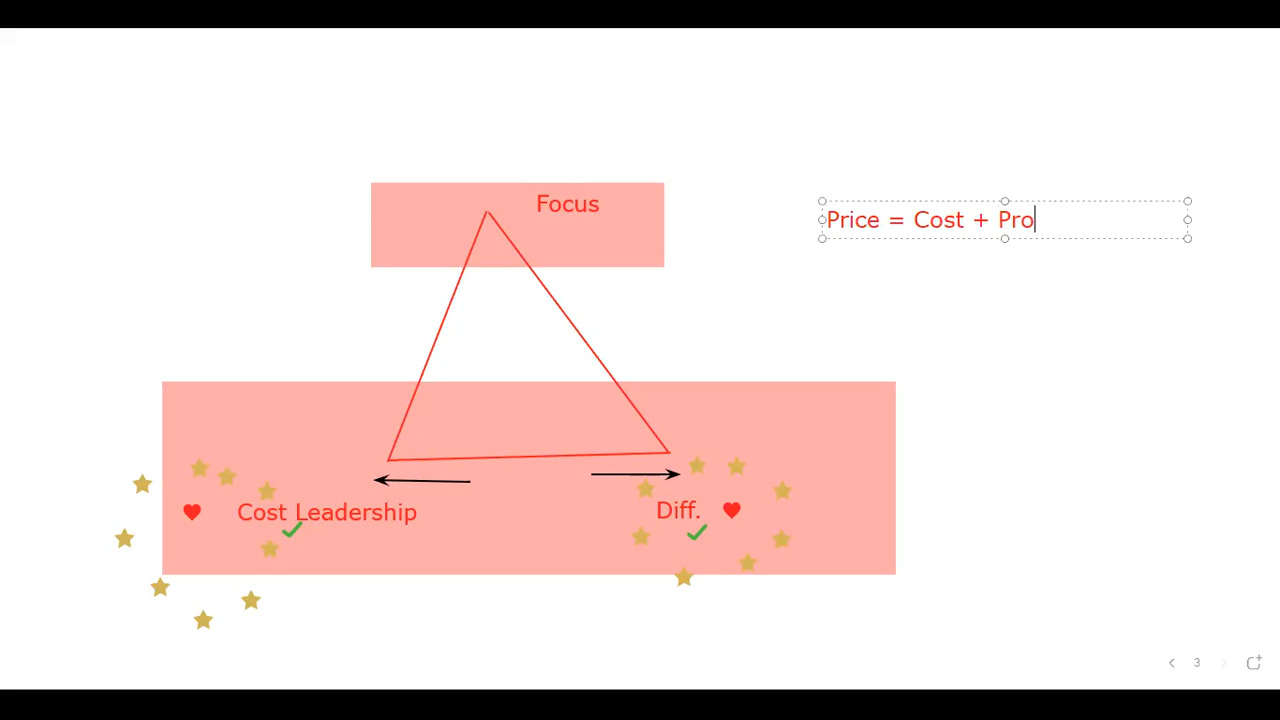 Focus
Price = Cost + Pro
Cost Leadership
Diff.
3